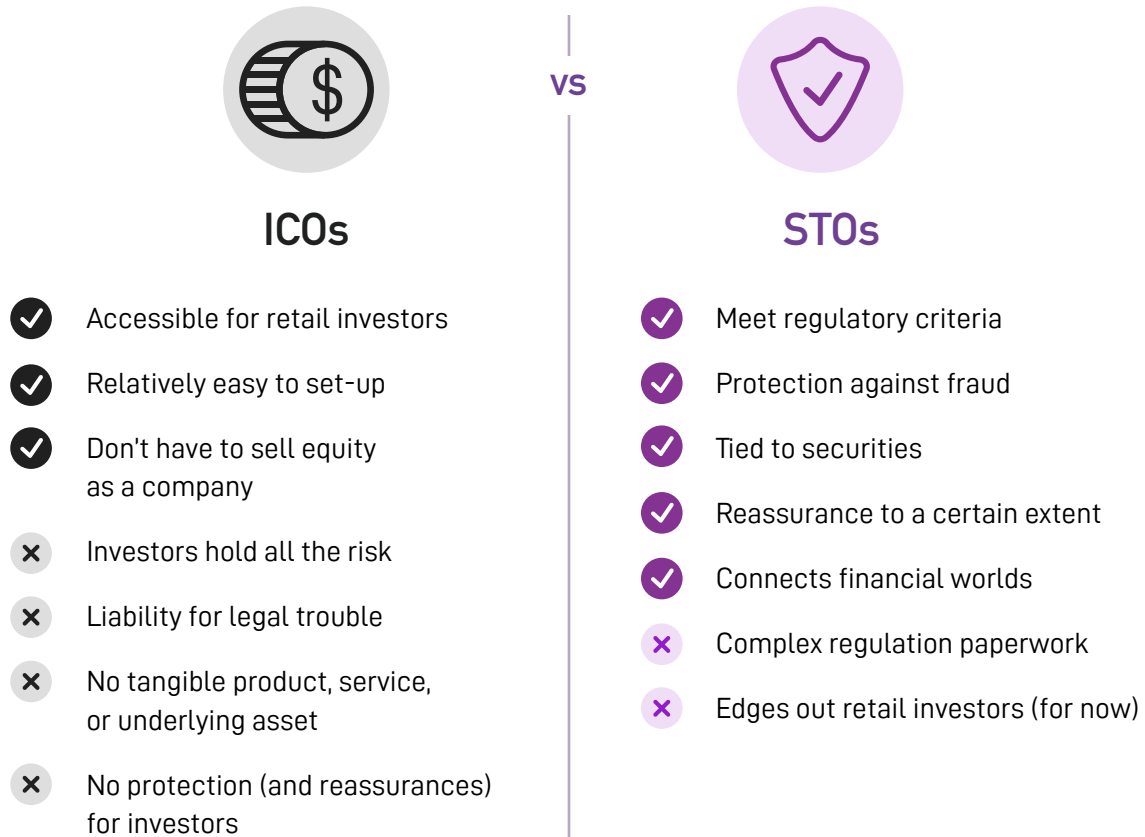 $
VS
ICOs
Accessible for retail investors
Relatively easy to set-up
Don't have to sell equity
as a company
Investors hold all the risk
Liability for legal trouble
No tangible product, service,
or underlying asset
No protection (and reassurances)
for investors
STOs
Meet regulatory criteria
Protection against fraud
Tied to securities
Reassurance to a certain extent
Connects financial worlds
Complex regulation paperwork
Edges out retail investors (for now)